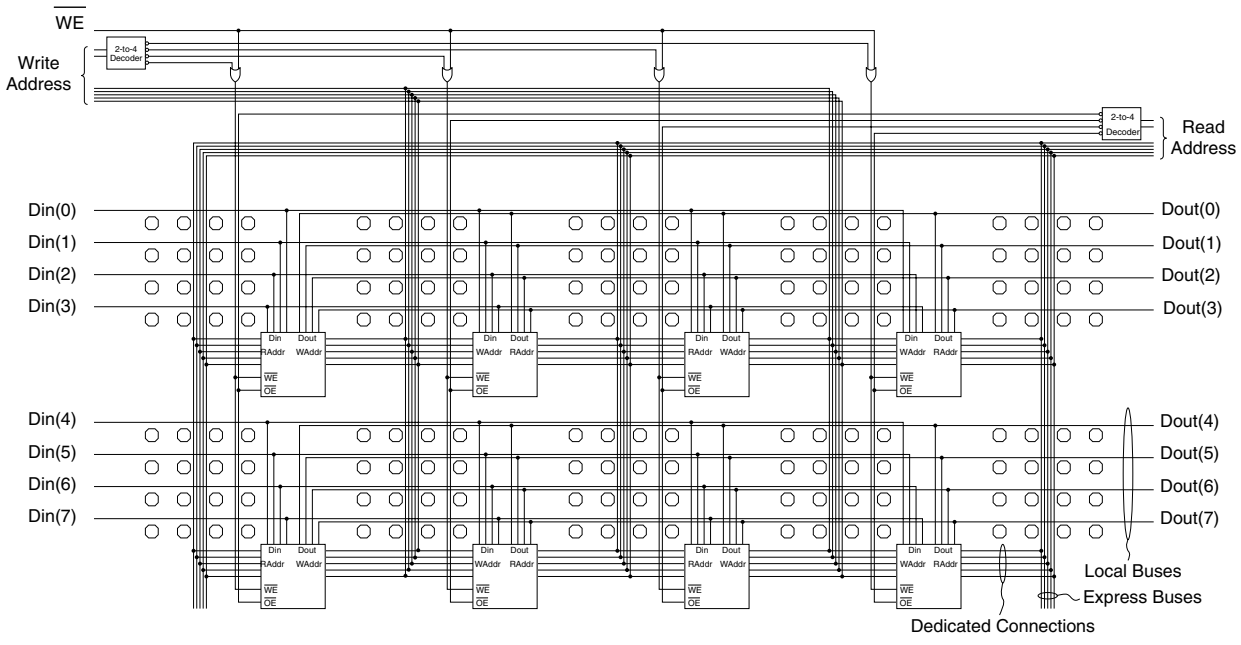 WE
2-to-4
Decoder
Write
Address
2-to-4
Decoder
Read
Address
Din(0)
Dout(0)
Din(1)
Dout(1)
Din(2)
Dout(2)
Din(3)
Dout(3)
Din Dout
RAddr WAddr
WE
OE
Din Dout
WAddr RAddr
WE
OE
Din Dout
RAddr WAddr
WE
OE
Din Dout
WAddr RAddr
WE
OE
Din(4)
Dout(4)
Din(5)
Dout(5)
Din(6)
Dout(6)
Din(7)
Dout(7)
Din Dout
RAddr WAddr
WE
OE
Din Dout
WAddr RAddr
WE
OE
Din Dout
RAddr WAddr
WE
OE
Din Dout
WAddr RAddr
WE
OE
Local Buses
Express Buses
Dedicated Connections